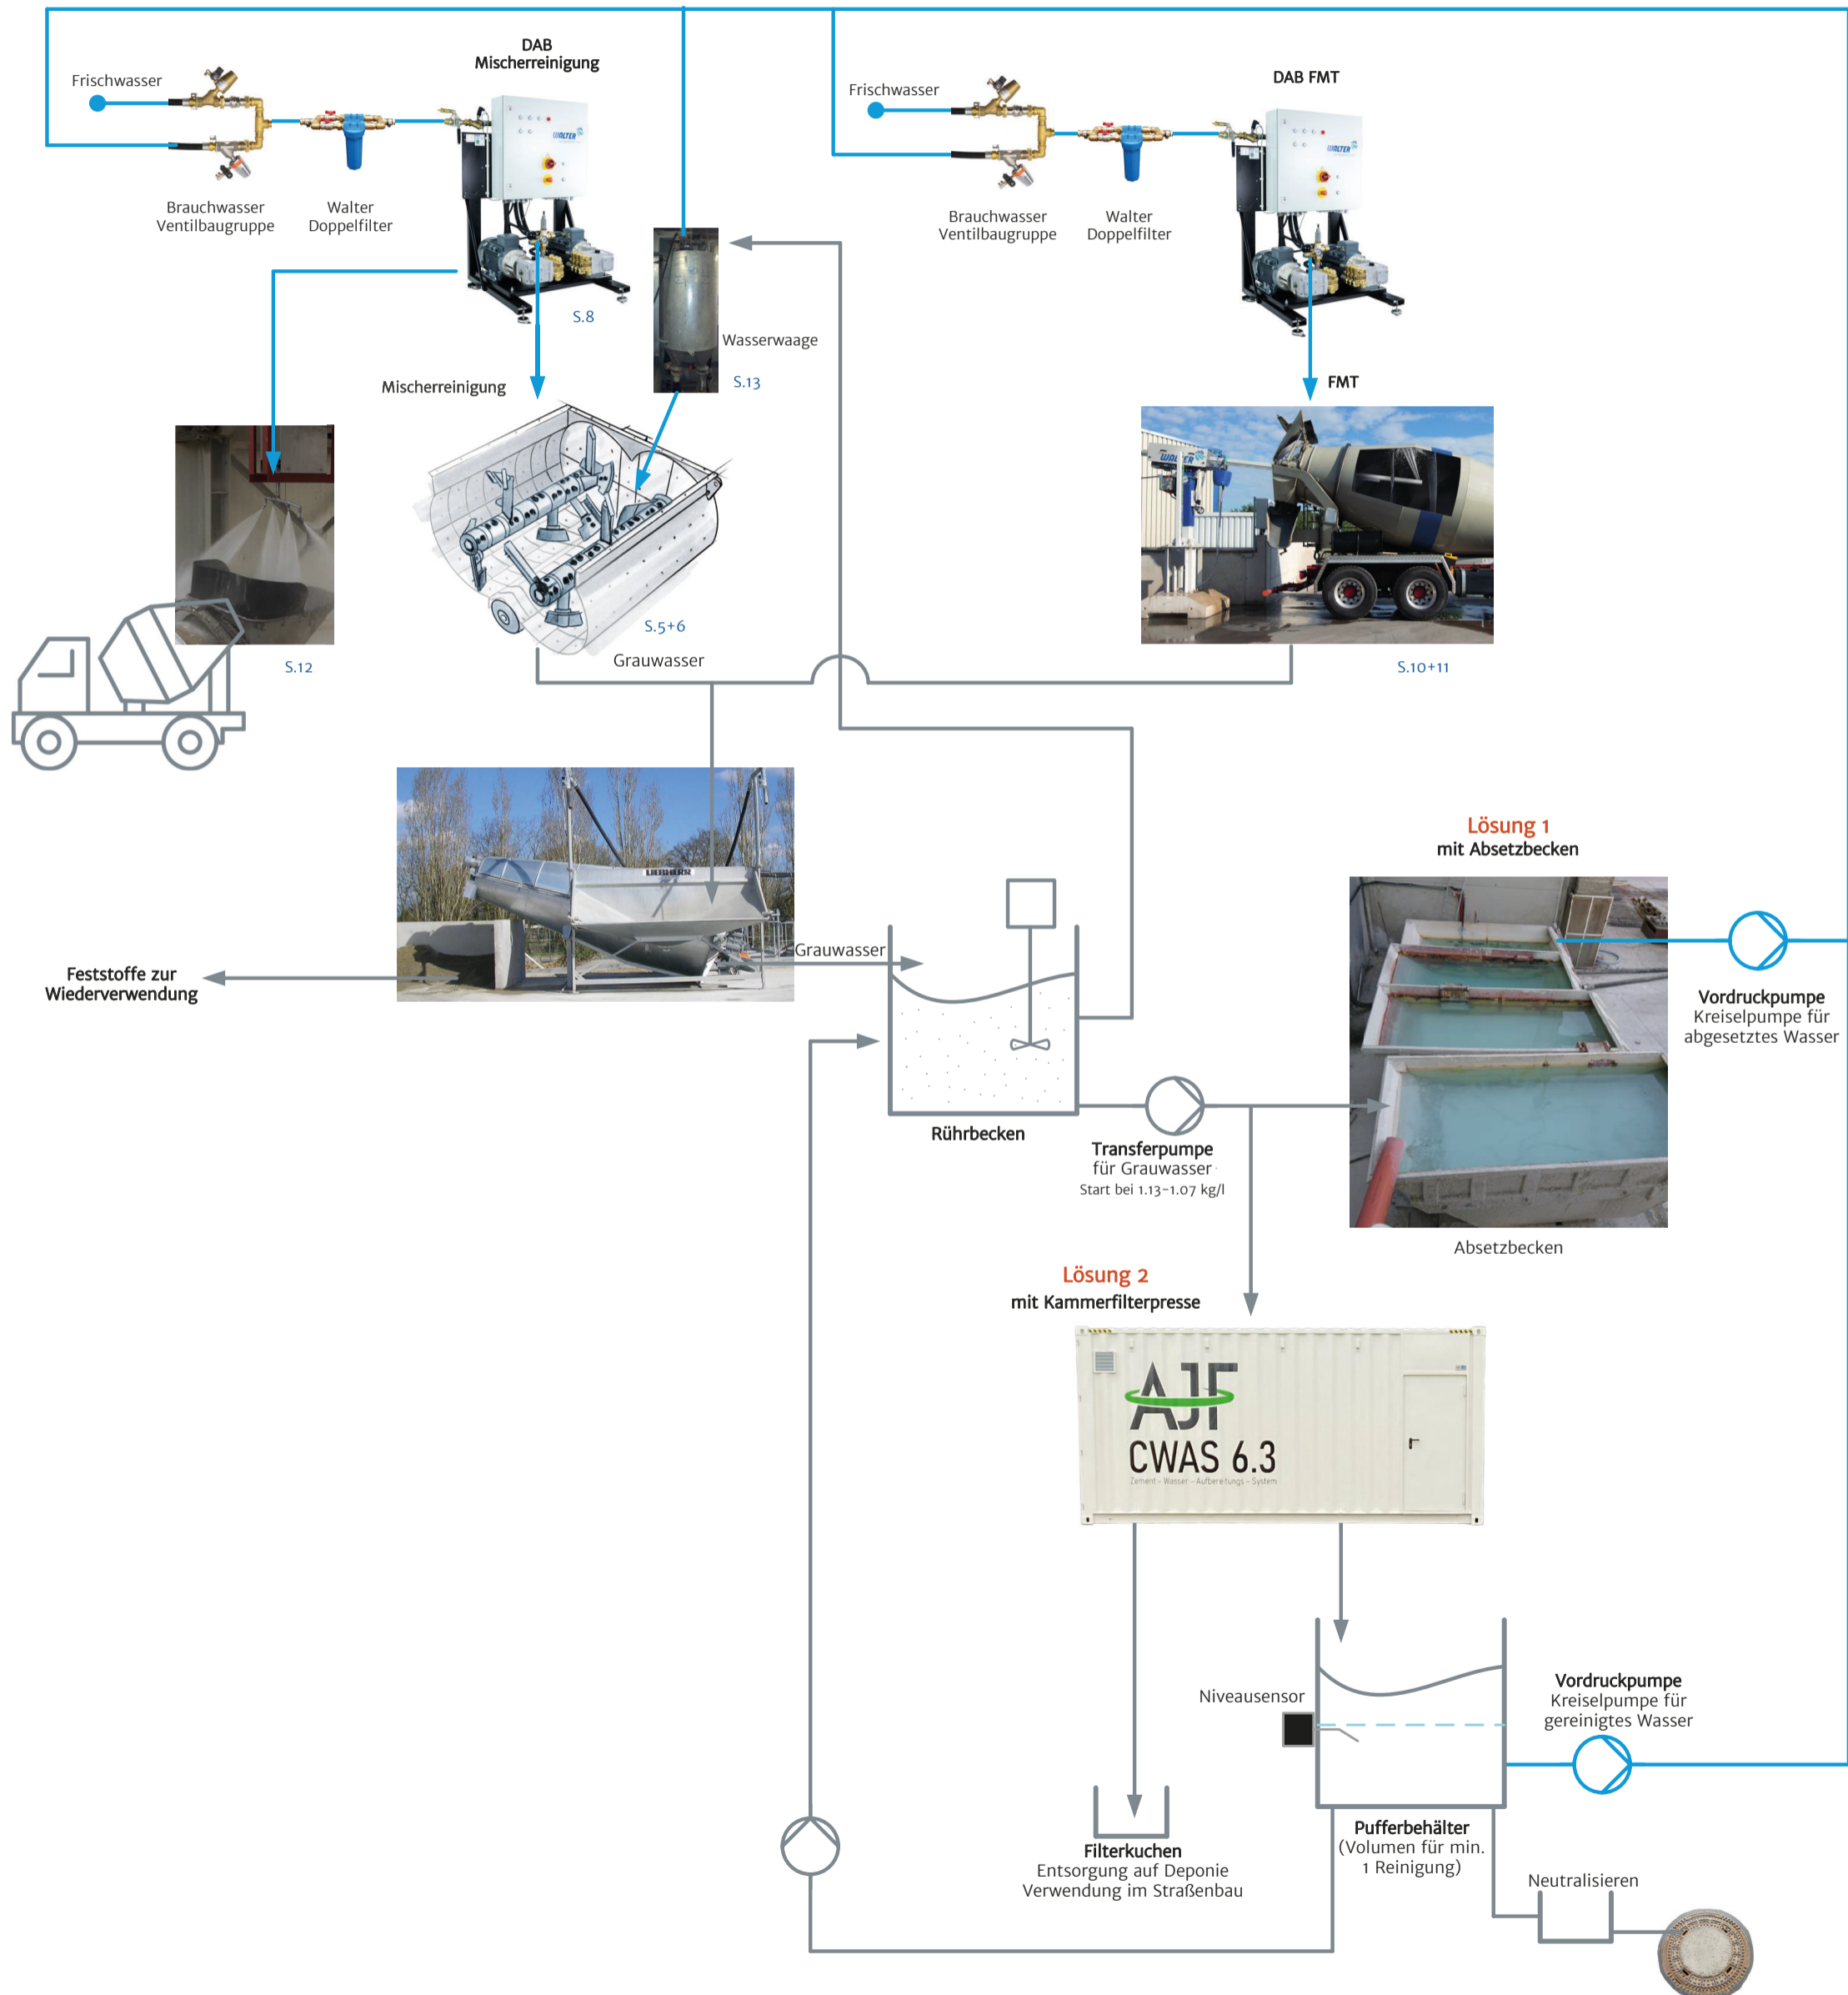 DAB
Mischerreinigung
Frischwasser
WALTER
Brauchwasser
Ventilbaugruppe
Walter
Doppelfilter
S.8
Wasserwaage
S.13
Mischerreinigung
DAB FMT
Frischwasser
WALTER
Brauchwasser
Ventilbaugruppe
Walter
Doppelfilter
FMT
WALTER
S.12
S.5+6
Grauwasser
S.10+11
LIEBHERR
Grauwasser
Feststoffe zur
Wiederverwendung
Rührbecken
Transferpumpe
für Grauwasser
Start bei 1.13-1.07 kg/l
Lösung 1
mit Absetzbecken
Vordruckpumpe
Kreiselpumpe für
abgesetztes Wasser
Absetzbecken
Lösung 2
mit Kammerfilterpresse
AJF
CWAS 6.3
Zement - Wasser - Aufbereitungs - System
Niveausensor
Vordruckpumpe
Kreiselpumpe für
gereinigtes Wasser
Filterkuchen
Entsorgung auf Deponie
Verwendung im Straßenbau
Pufferbehälter
(Volumen für min.
1 Reinigung)
Neutralisieren